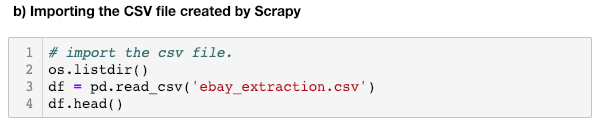 b) Importing the CSV file created by Scrapy
1 # import the csv file.
2 os.listdir()
3 df = pd.read_csv('ebay_extraction.csv')
4 df.head()